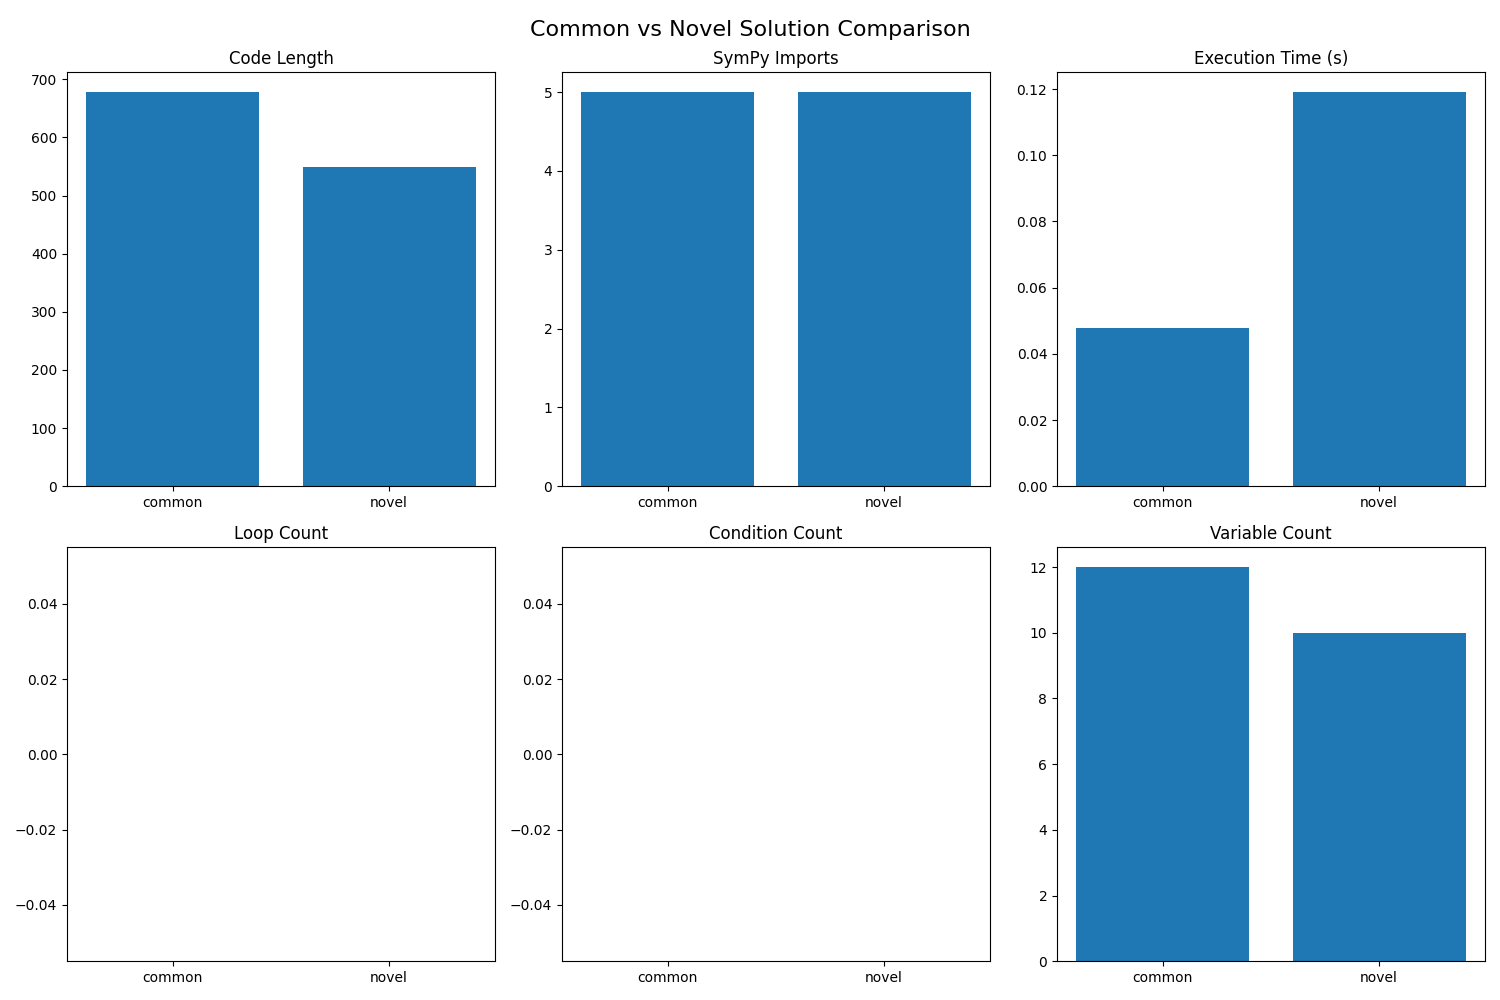 Common vs Novel Solution Comparison
Code Length
700
600
500
400
300
200
100
0
common novel
SymPy Imports
5
4
3
2
1
0
common novel
Execution Time (s)
0.12
0.10
0.08
0.06
0.04
0.02
0.00
common novel
Loop Count
0.04
0.02
0.00
−0.02
−0.04
common novel
Condition Count
0.04
0.02
0.00
−0.02
−0.04
common novel
Variable Count
12
10
8
6
4
2
0
common novel